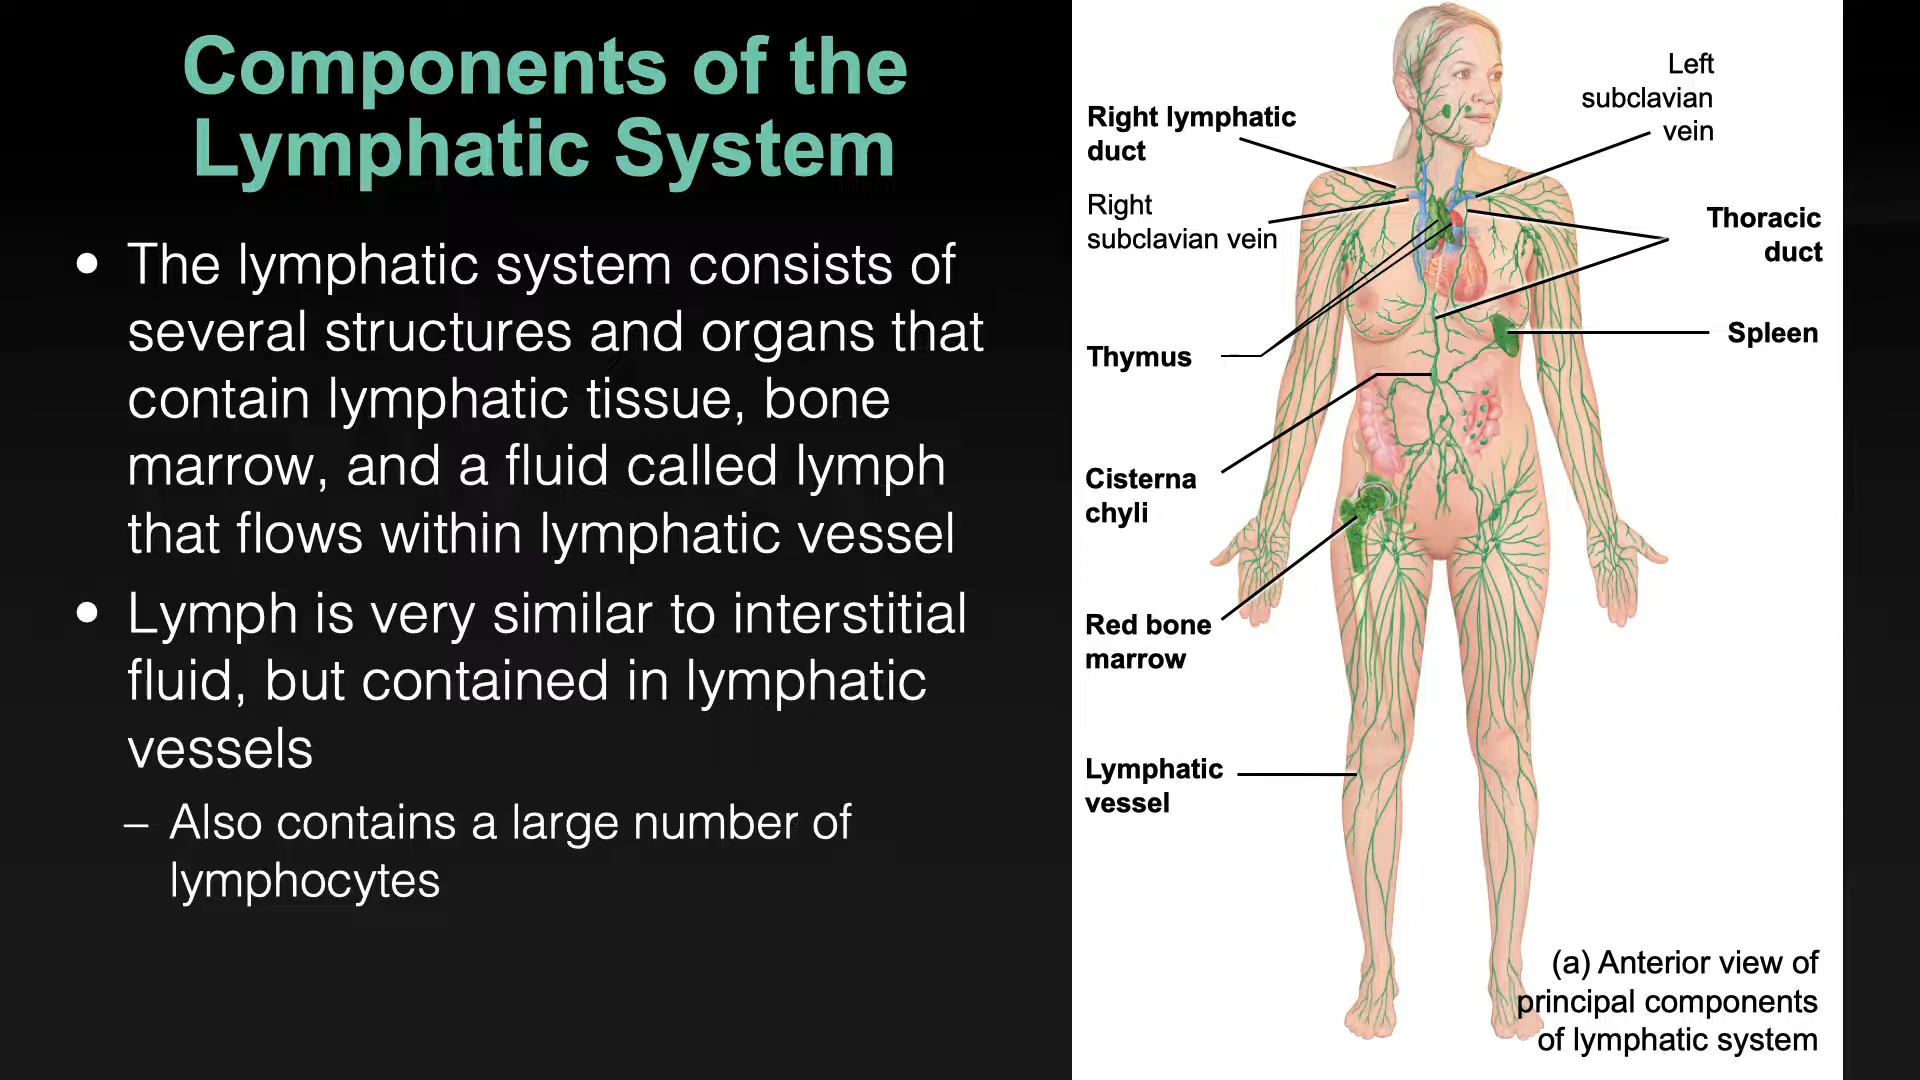 Components of the
Lymphatic System
● The lymphatic system consists of
several structures and organs that
contain lymphatic tissue, bone
marrow, and a fluid called lymph
that flows within lymphatic vessel
● Lymph is very similar to interstitial
fluid, but contained in lymphatic
vessels
– Also contains a large number of
lymphocytes
Right lymphatic
duct
Right
subclavian vein
Thymus
Cisterna
chyli
Red bone
marrow
Lymphatic
vessel
Left
subclavian
vein
Thoracic
duct
Spleen
(a) Anterior view of
principal components
of lymphatic system